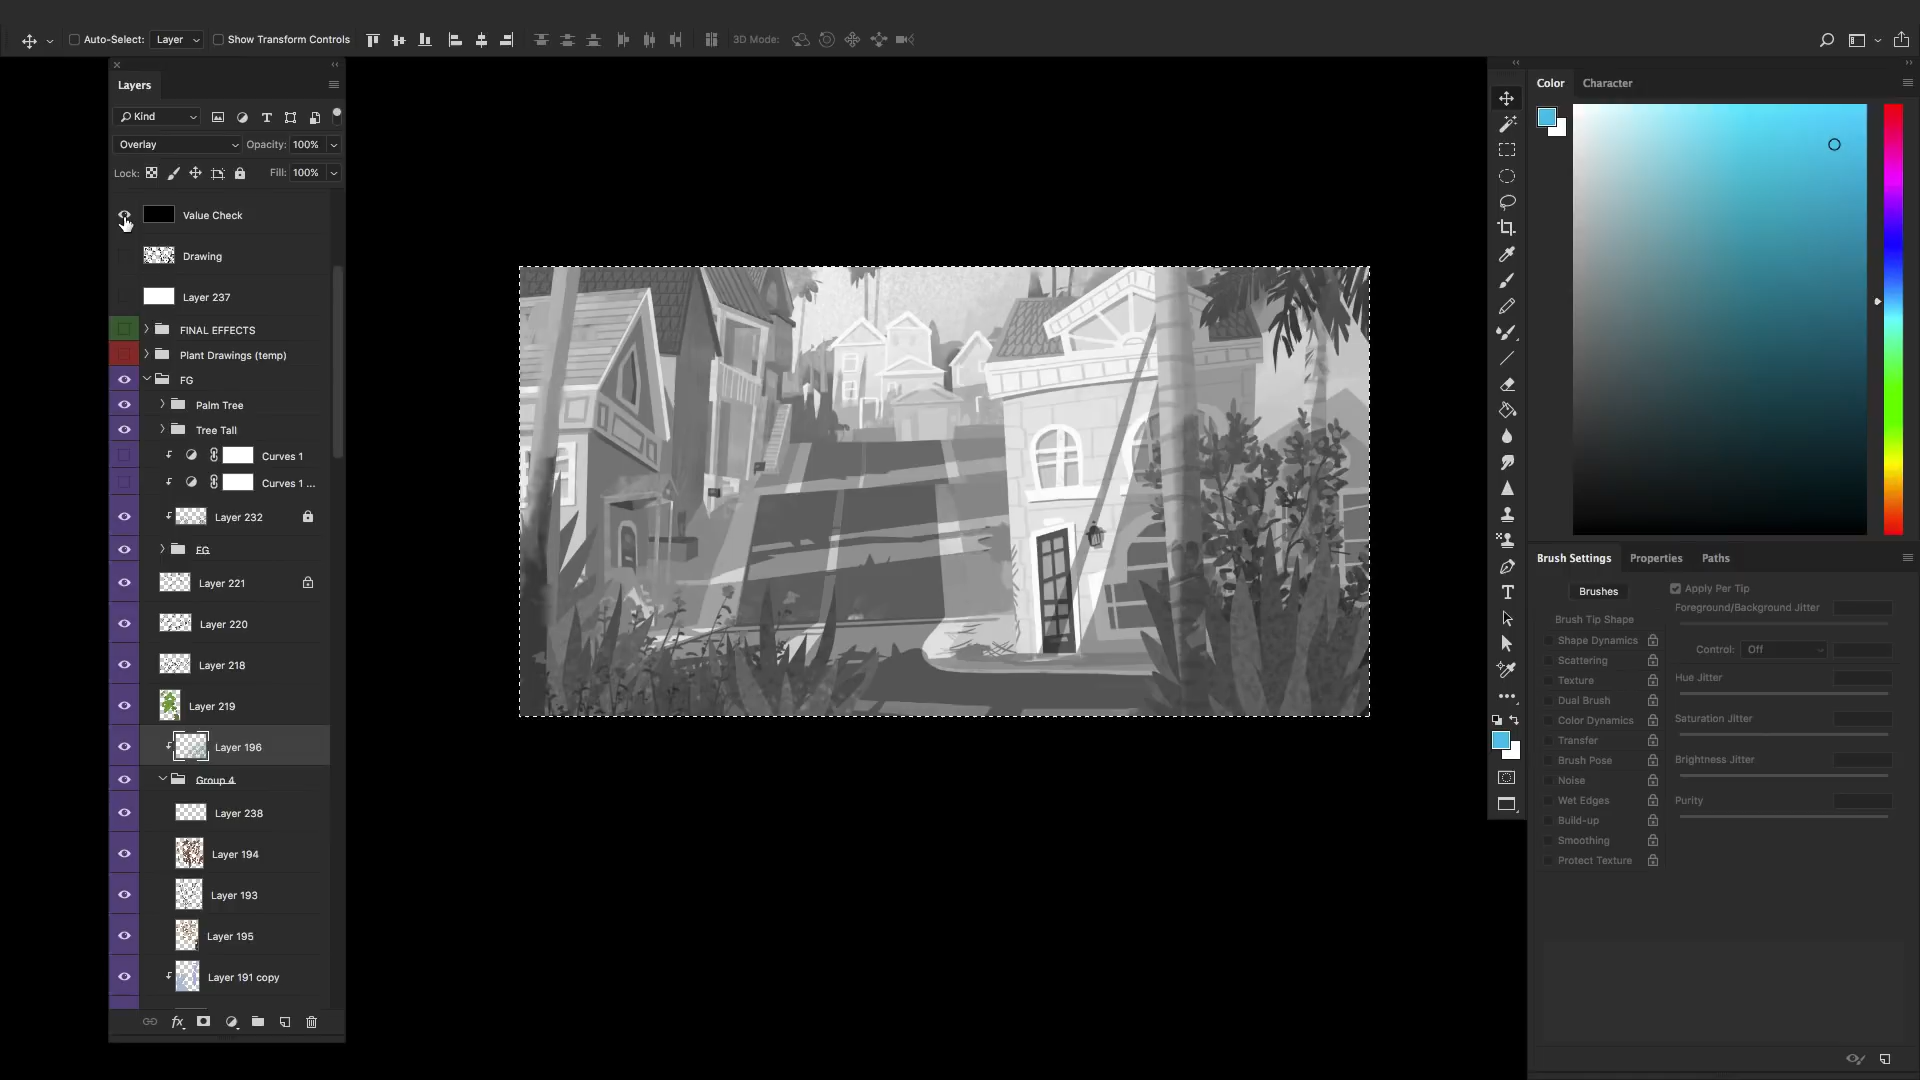 Auto-Select: Layer Show Transform Controls 3D Mode:
Layers
Kind
Overlay Opacity: 100%
Lock: Fill: 100%
Value Check
Drawing
Layer 237
FINAL EFFECTS
Plant Drawings (temp)
FG
Palm Tree
Tree Tall
Curves 1
Curves 1 ...
Layer 232
FG
Layer 221
Layer 220
Layer 218
Layer 219
Layer 196
Group 4
Layer 238
Layer 194
Layer 193
Layer 195
Layer 191 copy
fx
Color Character
Brush Settings Properties Paths
Brushes Apply Per Tip
Foreground/Background Jitter
Brush Tip Shape
Shape Dynamics
Control: Off
Scattering
Hue Jitter
Texture
Dual Brush
Color Dynamics Saturation Jitter
Transfer
Brush Pose Brightness Jitter
Noise
Wet Edges Purity
Build-up
Smoothing
Protect Texture